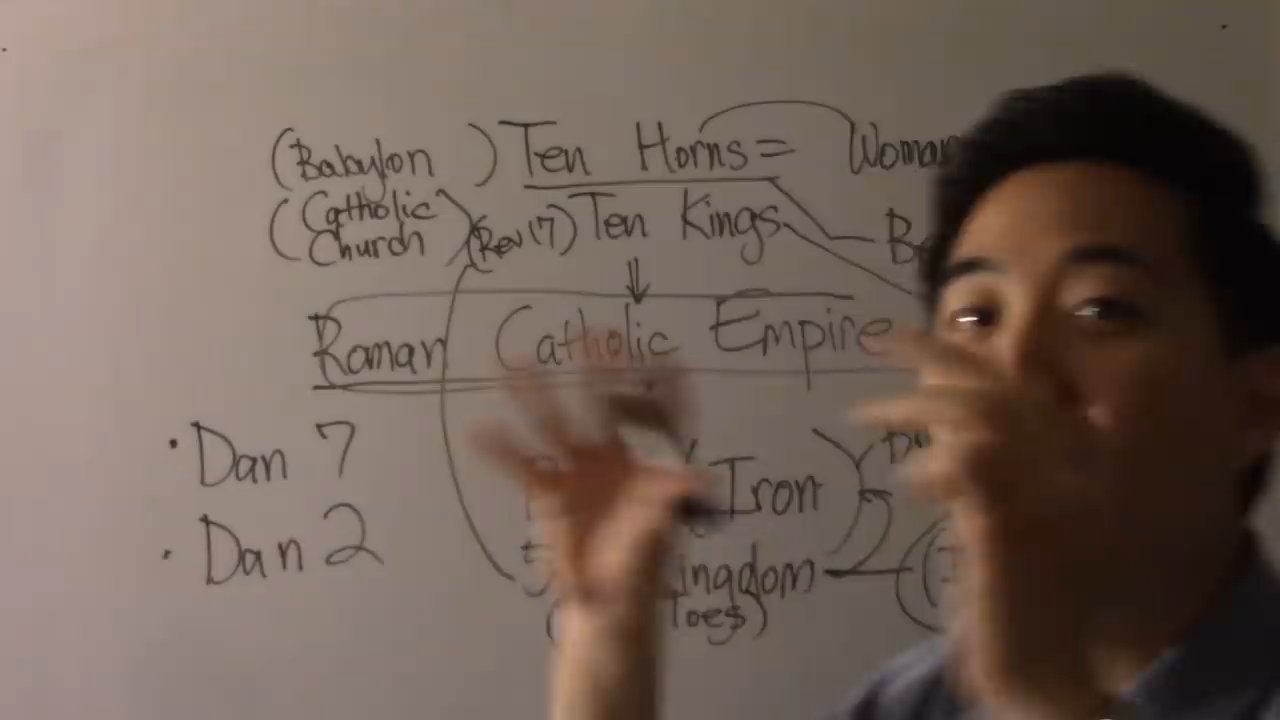 (Babylon ) Ten Horns = Woman
(Catholic Church) (Rev 17) Ten Kings
Roman Catholic Empire
· Dan 7
Iron
· Dan 2
Toes)